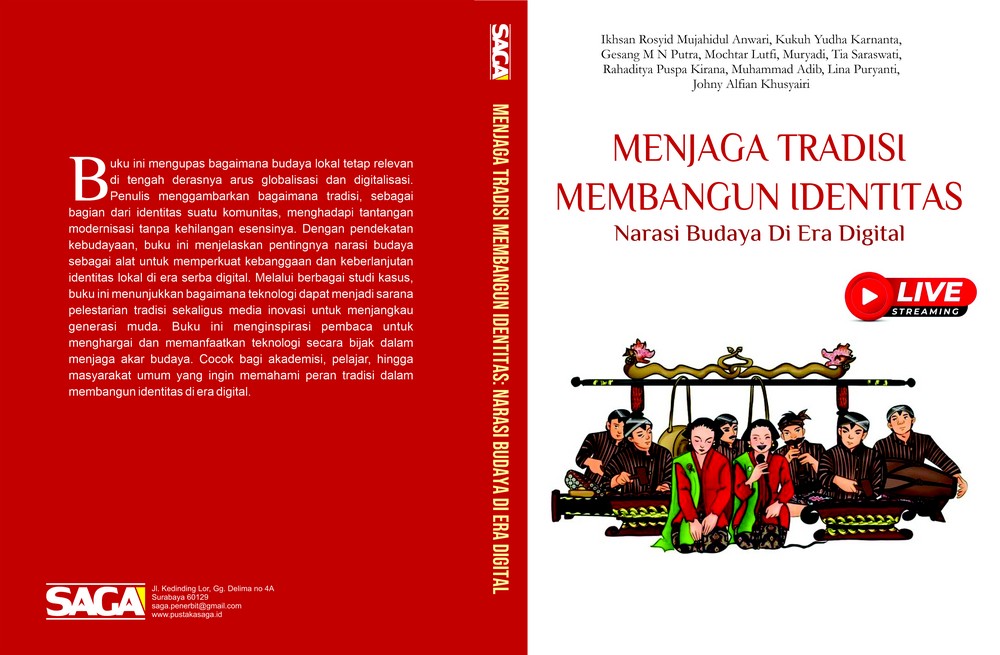 Buku ini mengupas bagaimana budaya lokal tetap relevan
di tengah derasnya arus globalisasi dan digitalisasi.
Penulis menggambarkan bagaimana tradisi, sebagai
bagian dari identitas suatu komunitas, menghadapi tantangan
modernisasi tanpa kehilangan esensinya. Dengan pendekatan
kebudayaan, buku ini menjelaskan pentingnya narasi budaya
sebagai alat untuk memperkuat kebanggaan dan keberlanjutan
identitas lokal di era serba digital. Melalui berbagai studi kasus,
buku ini menunjukkan bagaimana teknologi dapat menjadi sarana
pelestarian tradisi sekaligus media inovasi untuk menjangkau
generasi muda. Buku ini menginspirasi pembaca untuk
menghargai dan memanfaatkan teknologi secara bijak dalam
menjaga akar budaya. Cocok bagi akademisi, pelajar, hingga
masyarakat umum yang ingin memahami peran tradisi dalam
membangun identitas di era digital.
SAGA
Jl. Kedinding Lor, Gg. Delima no 4A
Surabaya 60129
saga.penerbit@gmail.com
www.pustakasaga.id
SAGA
MENJAGA TRADISI MEMBANGUN IDENTITAS: NARASI BUDAYA DI ERA DIGITAL
Ikhsan Rosyid Mujahidul Anwari, Kukuh Yudha Karnanta,
Gesang M N Putra, Mochtar Lutfi, Muryadi, Tia Saraswati,
Rahaditya Puspa Kirana, Muhammad Adib, Lina Puryanti,
Johny Alfian Khusyairi
MENJAGA TRADISI
MEMBANGUN IDENTITAS
Narasi Budaya Di Era Digital
LIVE
STREAMING